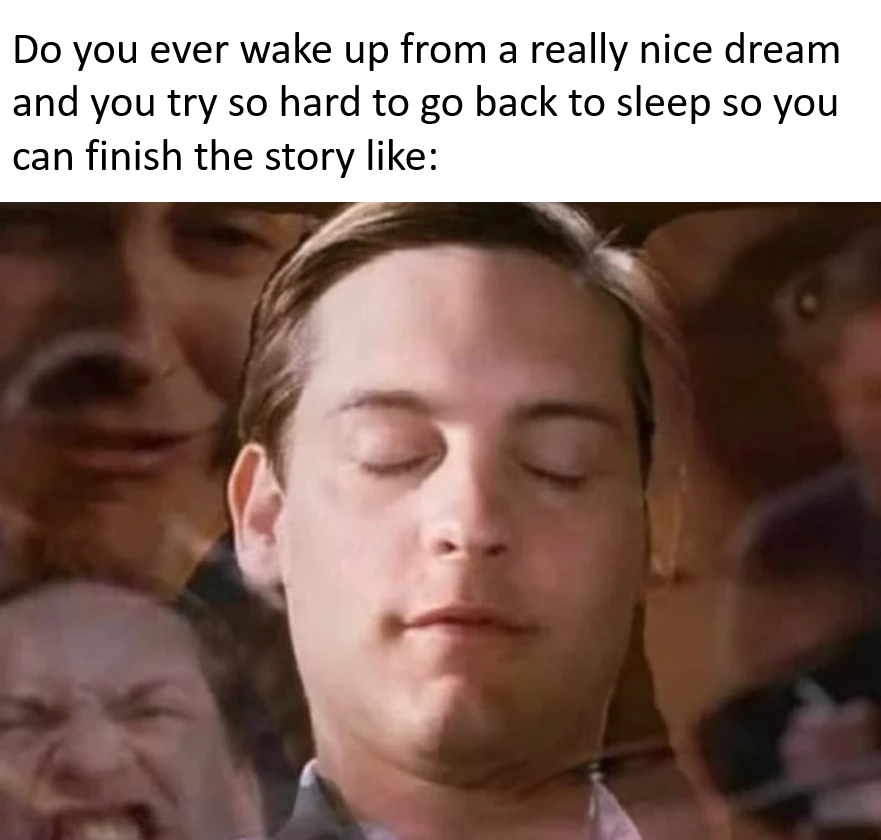 Do you ever wake up from a really nice dream
and you try so hard to go back to sleep so you
can finish the story like: